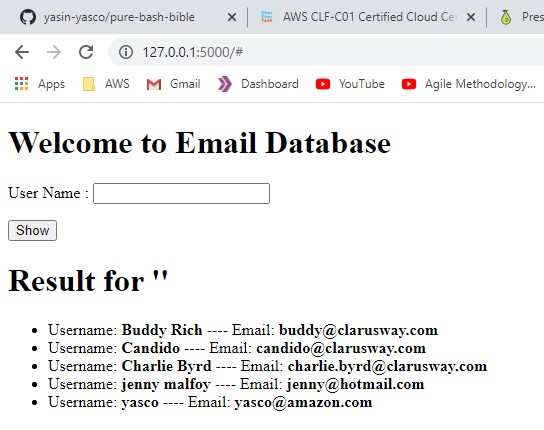 yasin-yasco/pure-bash-bible
AWS CLF-C01 Certified Cloud Cer
Pres
127.0.0.1:5000/#
Apps AWS Gmail Dashboard YouTube Agile Methodology...
Welcome to Email Database
User Name :
Show
Result for ''
Username: Buddy Rich ---- Email: buddy@clarusway.com
Username: Candido ---- Email: candido@clarusway.com
Username: Charlie Byrd ---- Email: charlie.byrd@clarusway.com
Username: jenny malfoy ---- Email: jenny@hotmail.com
Username: yasco ---- Email: yasco@amazon.com